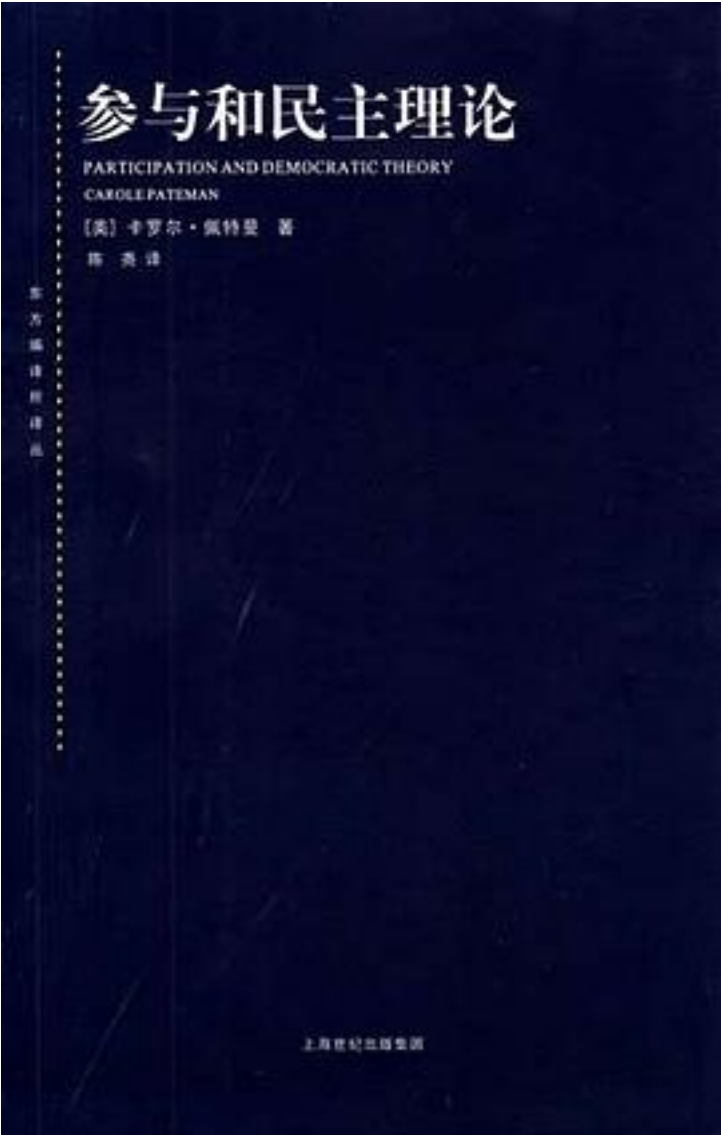 参与和民主理论
PARTICIPATION AND DEMOCRATIC THEORY
CAROLE PATEMAN
[美] 卡罗尔·佩特曼 著
陈 尧 译
东方编译所译丛
上海世纪出版集团